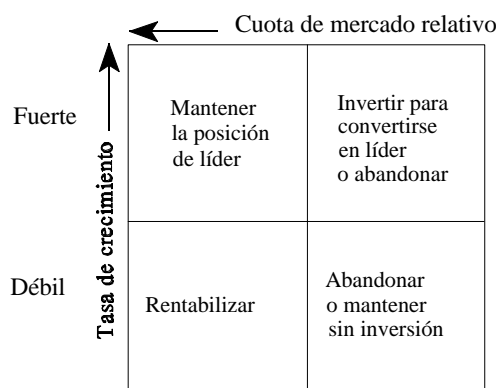 Cuota de mercado relativo
Fuerte
Mantener
la posición
de líder
Invertir para
convertirse
en líder
o abandonar
Tasa de crecimiento
Débil
Rentabilizar
Abandonar
o mantener
sin inversión